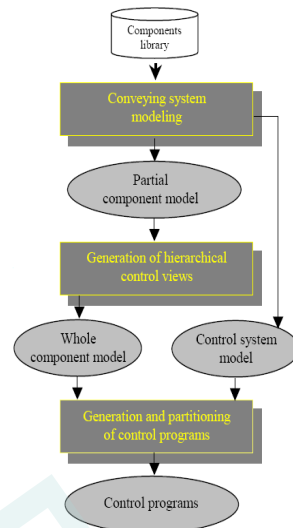 Components
library
Conveying system
modeling
Partial
component model
Generation of hierarchical
control views
Whole
component model
Control system
model
Generation and partitioning
of control programs
Control programs